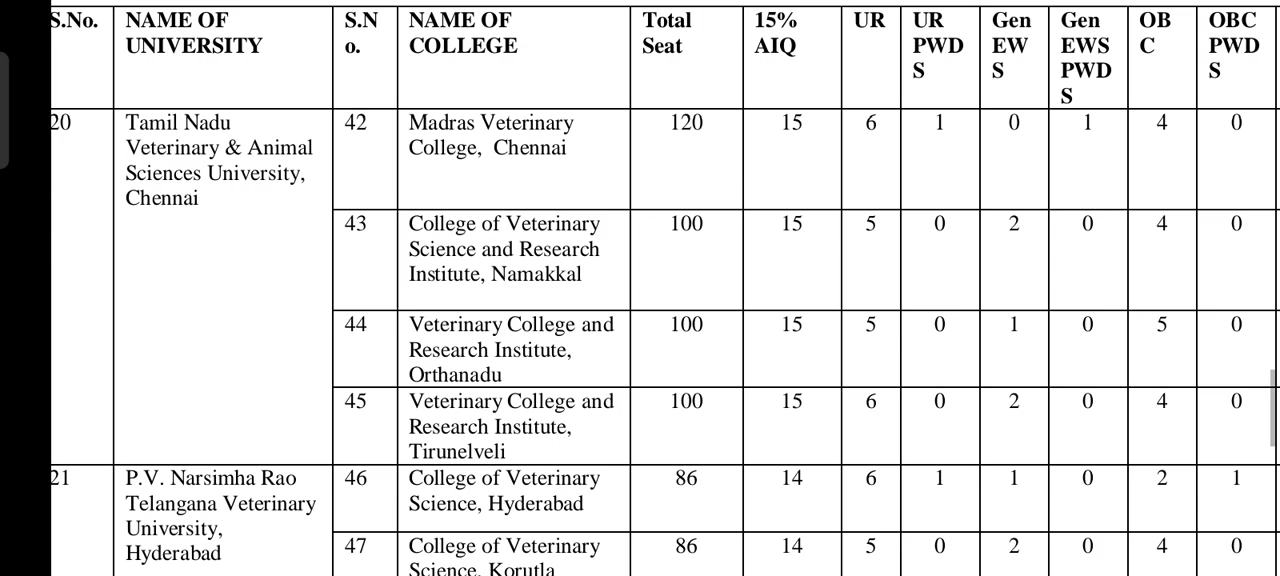 S.No. NAME OF UNIVERSITY S.N o. NAME OF COLLEGE Total Seat 15% AIQ UR UR PWD S Gen EW S Gen EWS PWD S OB C OBC PWD S
20 Tamil Nadu Veterinary & Animal Sciences University, Chennai 42 Madras Veterinary College, Chennai 120 15 6 1 0 1 4 0
43 College of Veterinary Science and Research Institute, Namakkal 100 15 5 0 2 0 4 0
44 Veterinary College and Research Institute, Orthanadu 100 15 5 0 1 0 5 0
45 Veterinary College and Research Institute, Tirunelveli 100 15 6 0 2 0 4 0
21 P.V. Narsimha Rao Telangana Veterinary University, Hyderabad 46 College of Veterinary Science, Hyderabad 86 14 6 1 1 0 2 1
47 College of Veterinary Science, Korutla 86 14 5 0 2 0 4 0